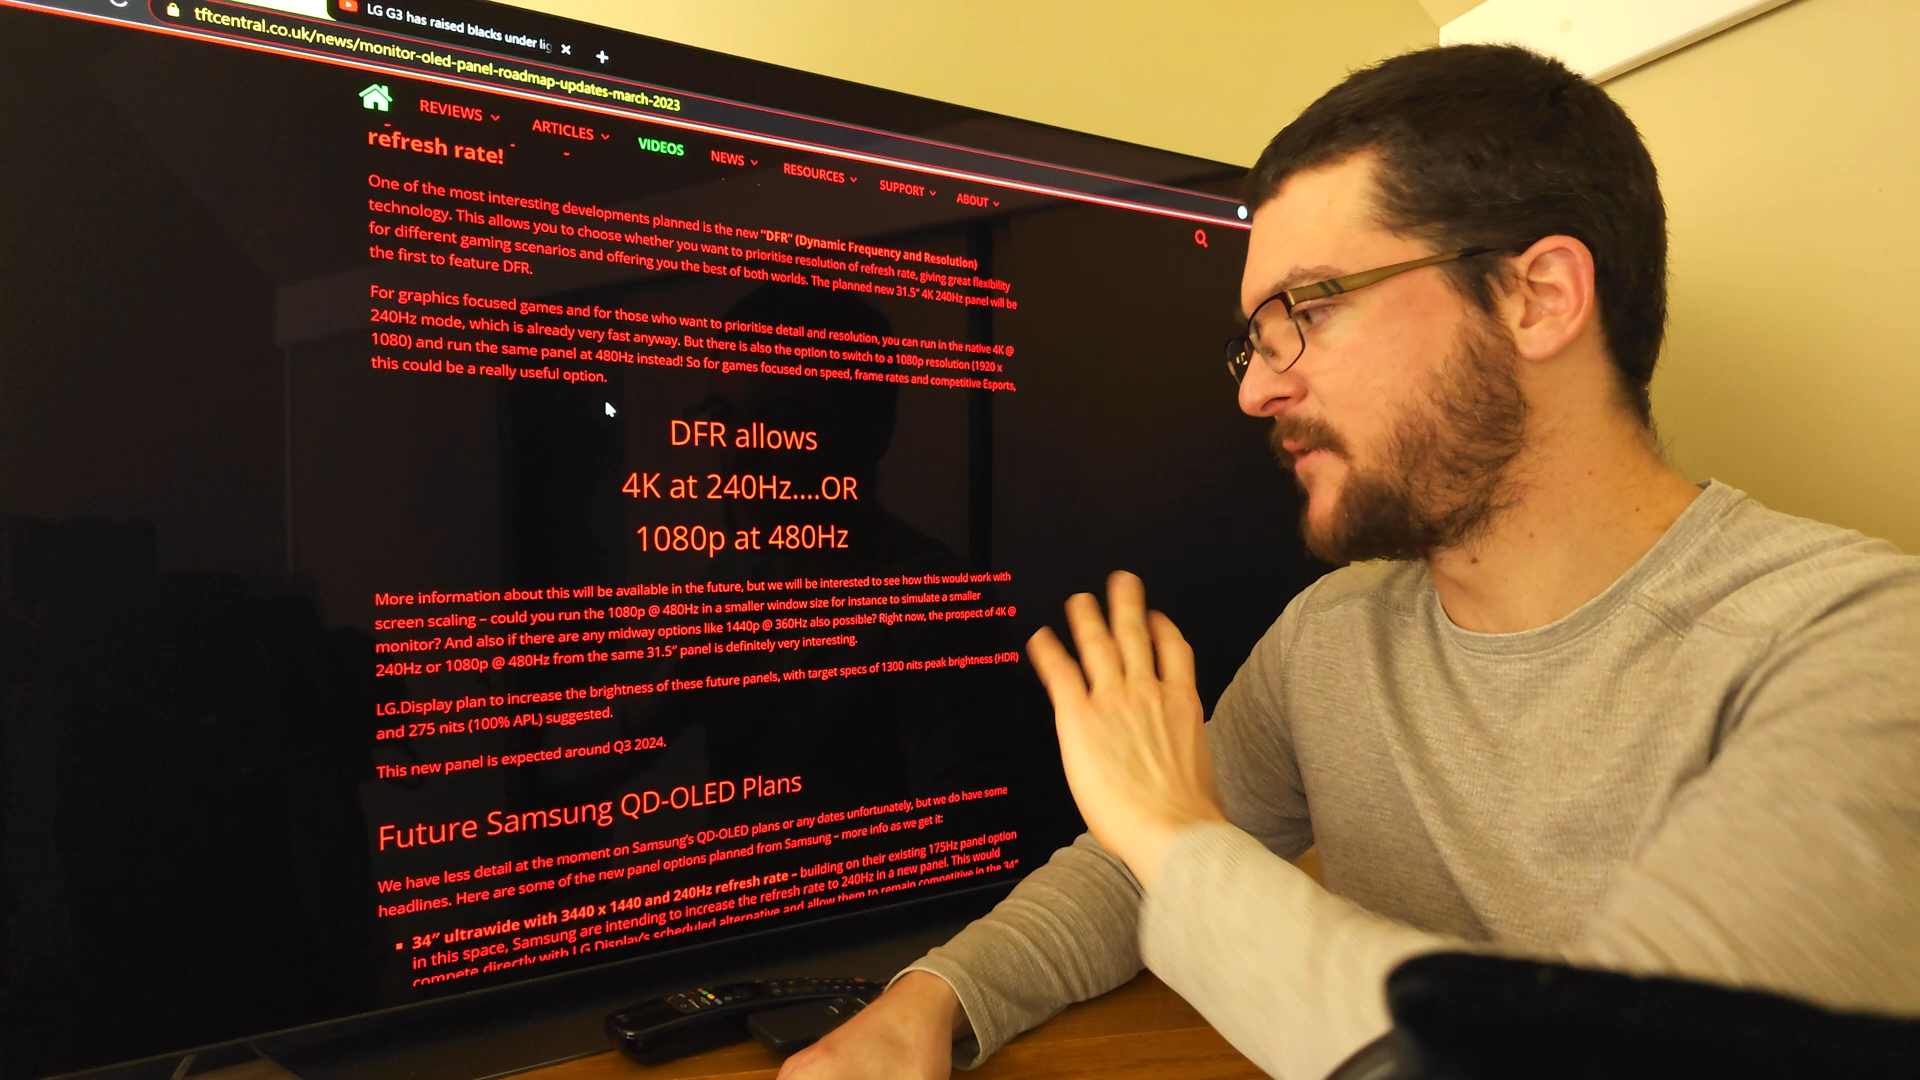 LG G3 has raised blacks under lig
tftcentral.co.uk/news/monitor-oled-panel-roadmap-updates-march-2023
REVIEWS ARTICLES VIDEOS NEWS RESOURCES SUPPORT ABOUT
refresh rate!
One of the most interesting developments planned is the new “DFR” (Dynamic Frequency and Resolution)
technology. This allows you to choose whether you want to prioritise resolution of refresh rate, giving great flexibility
for different gaming scenarios and offering you the best of both worlds. The planned new 31.5″ 4K 240Hz panel will be
the first to feature DFR.
For graphics focused games and for those who want to prioritise detail and resolution, you can run in the native 4K @
240Hz mode, which is already very fast anyway. But there is also the option to switch to a 1080p resolution (1920 x
1080) and run the same panel at 480Hz instead! So for games focused on speed, frame rates and competitive Esports,
this could be a really useful option.
DFR allows
4K at 240Hz....OR
1080p at 480Hz
More information about this will be available in the future, but we will be interested to see how this would work with
screen scaling – could you run the 1080p @ 480Hz in a smaller window size for instance to simulate a smaller
monitor? And also if there are any midway options like 1440p @ 360Hz also possible? Right now, the prospect of 4K @
240Hz or 1080p @ 480Hz from the same 31.5″ panel is definitely very interesting.
LG.Display plan to increase the brightness of these future panels, with target specs of 1300 nits peak brightness (HDR)
and 275 nits (100% APL) suggested.
This new panel is expected around Q3 2024.
Future Samsung QD-OLED Plans
We have less detail at the moment on Samsung’s QD-OLED plans or any dates unfortunately, but we do have some
headlines. Here are some of the new panel options planned from Samsung – more info as we get it:
34″ ultrawide with 3440 x 1440 and 240Hz refresh rate – building on their existing 175Hz panel option
in this space, Samsung are intending to increase the refresh rate to 240Hz in a new panel. This would
compete directly with LG.Display’s scheduled alternative and allow them to remain competitive in the 34″